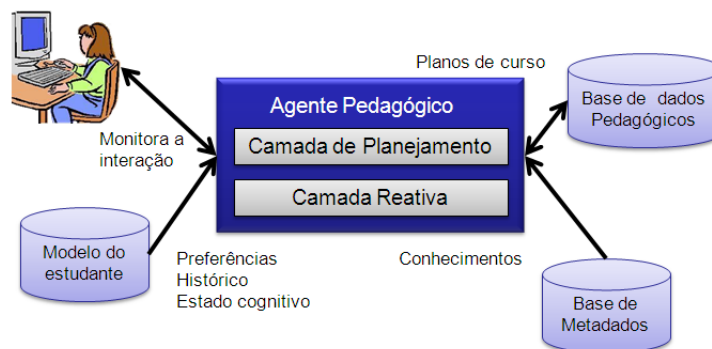 Planos de curso
Base de dados
Pedagógicos
Agente Pedagógico
Camada de Planejamento
Camada Reativa
Monitora a
interação
Modelo do
estudante
Preferências
Histórico
Estado cognitivo
Conhecimentos
Base de
Metadados